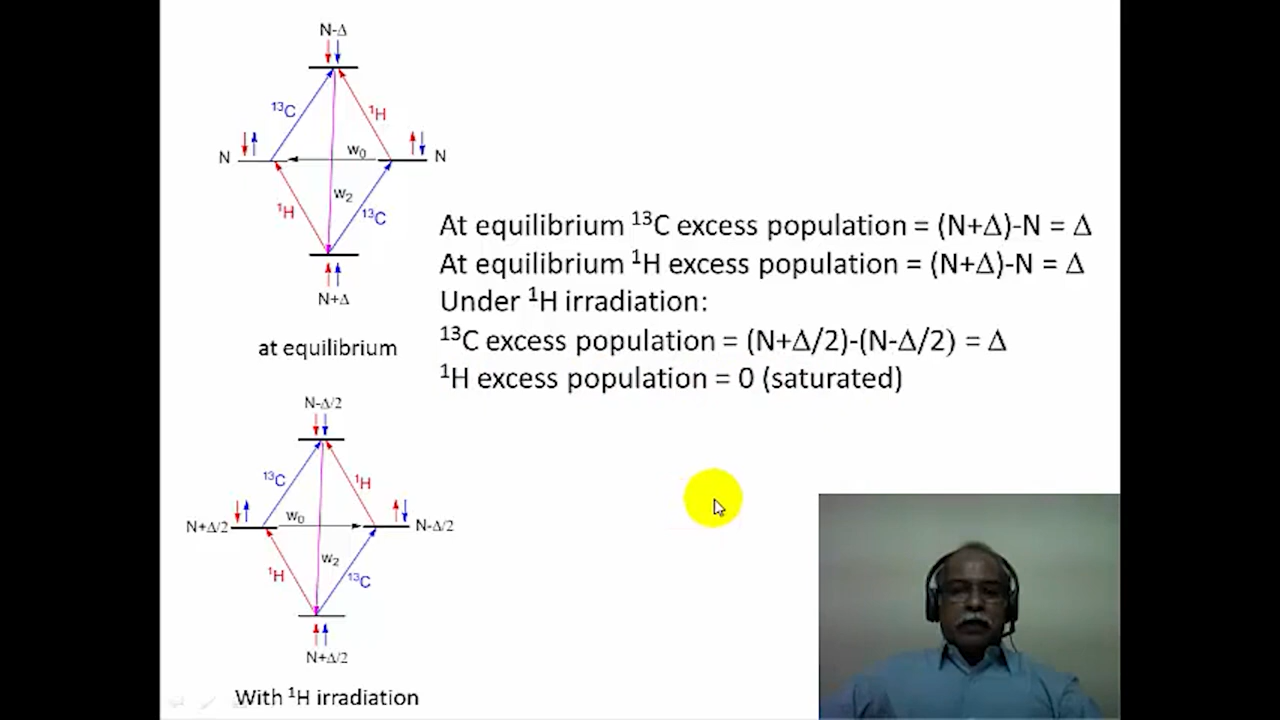 N-Δ
¹³C
¹H
N
w₀
N
w₂
¹H
¹³C
N+Δ
at equilibrium
At equilibrium ¹³C excess population = (N+Δ)-N = Δ
At equilibrium ¹H excess population = (N+Δ)-N = Δ
Under ¹H irradiation:
¹³C excess population = (N+Δ/2)-(N-Δ/2) = Δ
¹H excess population = 0 (saturated)
N-Δ/2
¹³C
¹H
N+Δ/2
w₀
N-Δ/2
w₂
¹H
¹³C
N+Δ/2
With ¹H irradiation